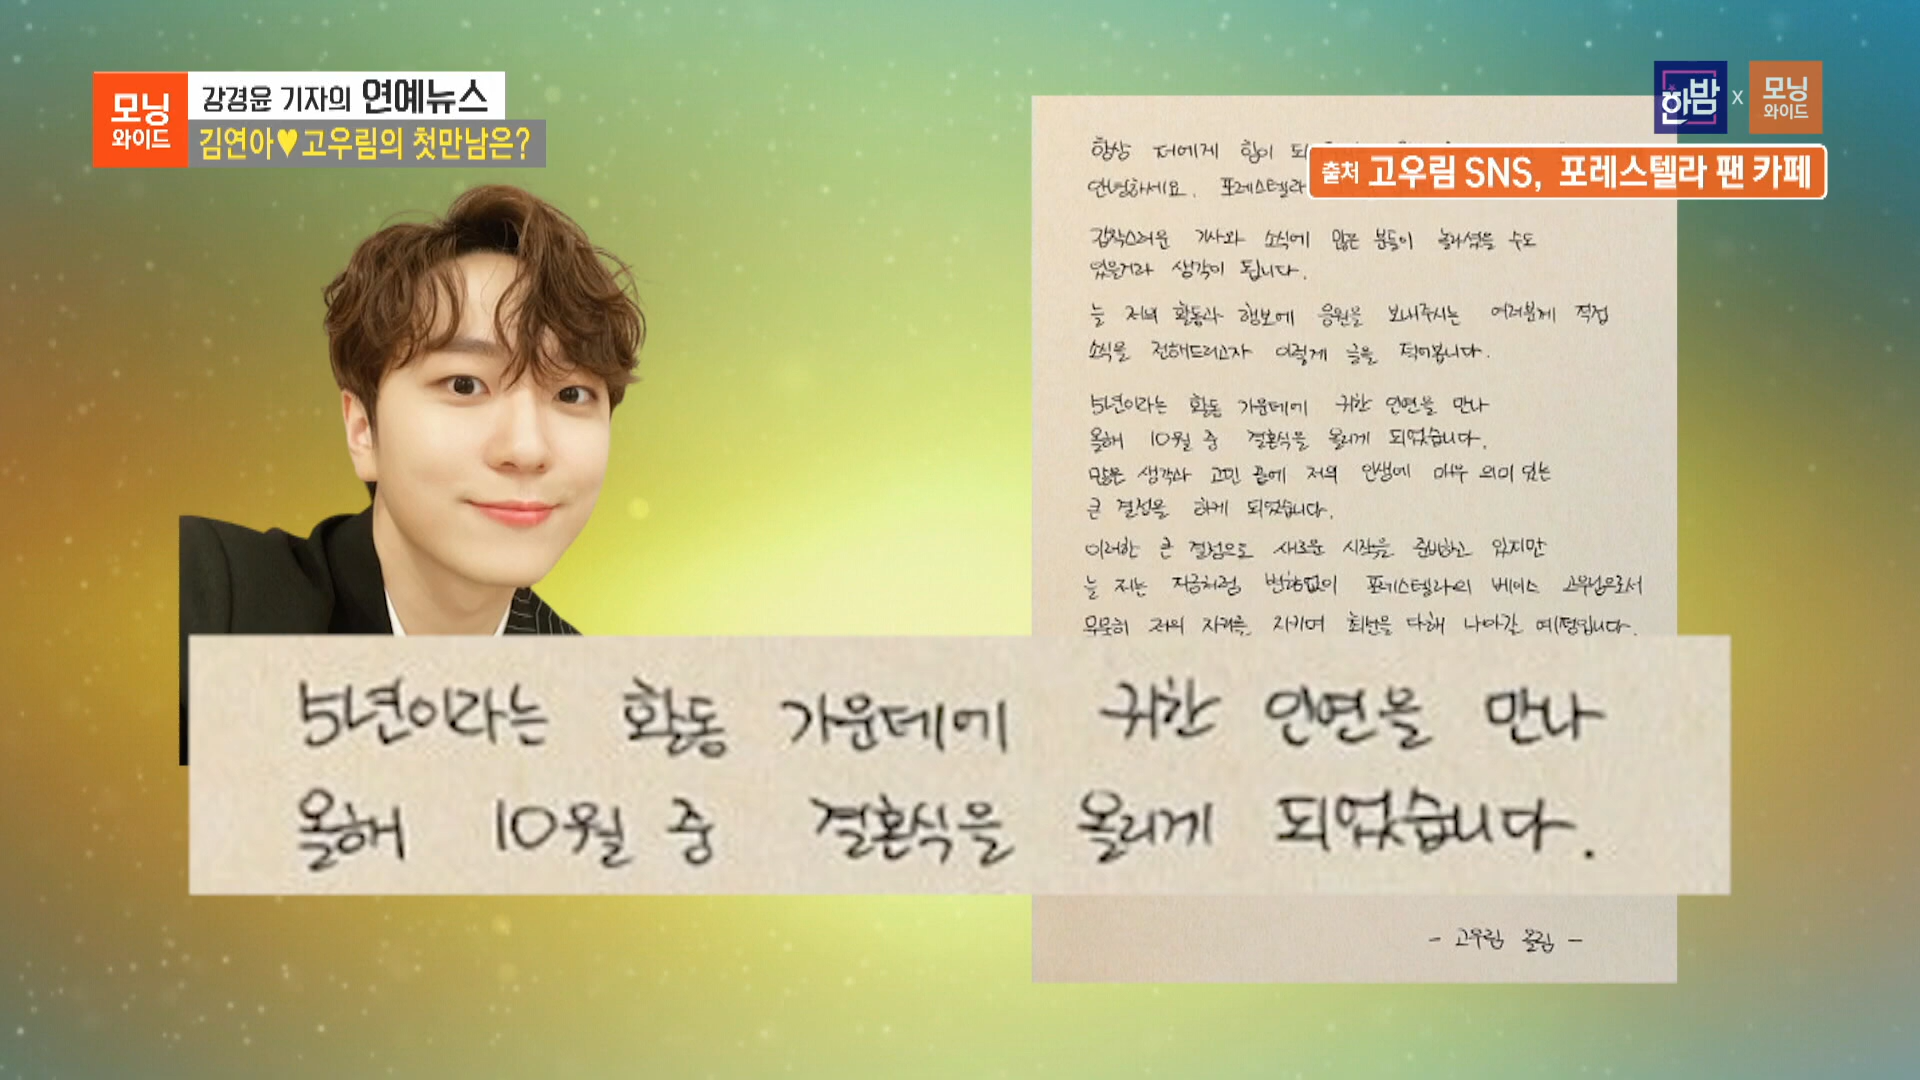 모닝
와이드
강경윤 기자의 연예뉴스
김연아♥고우림의 첫만남은?
한밤 x 모닝
와이드
출처 고우림 SNS, 포레스텔라 팬 카페
항상 저에게 힘이 되
안녕하세요. 포레스텔라
갑작스러운 기사와 소식에 많은 분들이 놀라셨을 수도
있을거라 생각이 됩니다.
늘 저의 활동과 행보에 응원을 보내주시는 여러분께 직접
소식을 전해드리고자 이렇게 글을 적어봅니다.
5년이라는 활동 가운데에 귀한 인연을 만나
올해 10월 중 결혼식을 올리게 되었습니다.
많은 생각과 고민 끝에 저의 인생에 매우 의미 있는
큰 결정을 하게 되었습니다.
이러한 큰 결정으로 새로운 시작을 준비하고 있지만
늘 저는 지금처럼 변함없이 포레스텔라의 베이스 고우림으로서
묵묵히 저의 자리를 지키며 최선을 다해 나아갈 예정입니다.
5년이라는 활동 가운데에 귀한 인연을 만나
올해 10월 중 결혼식을 올리게 되었습니다.
- 고우림 올림 -